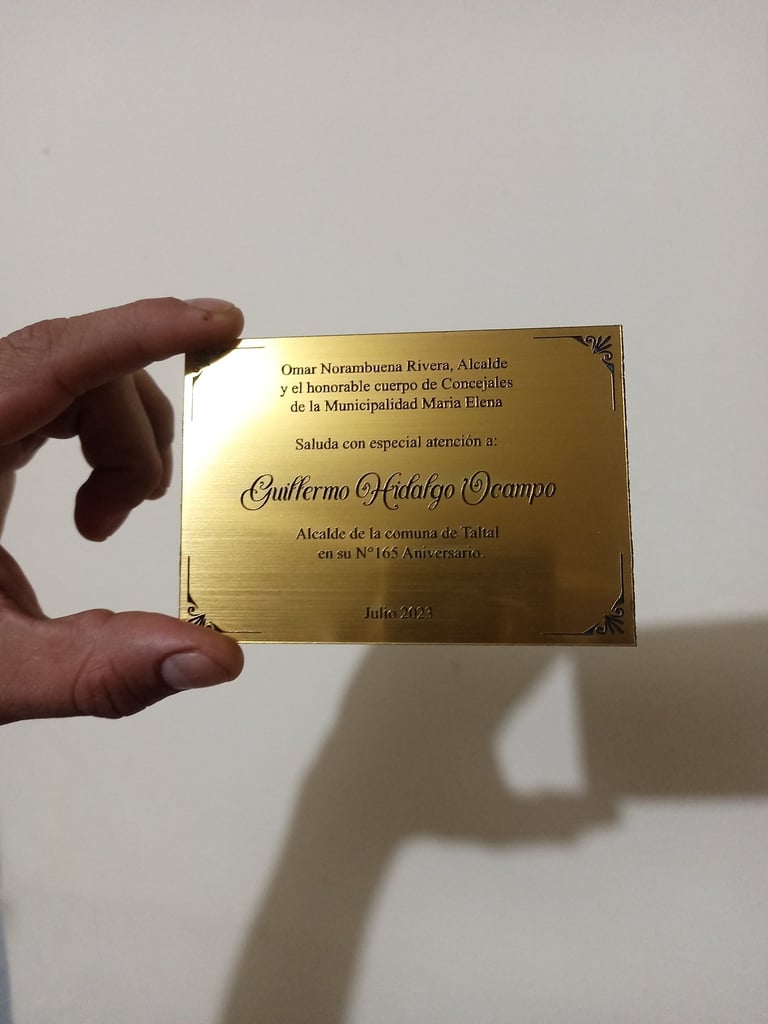 Omar Norambuena Rivera, Alcalde
y el honorable cuerpo de Concejales
de la Municipalidad Maria Elena
Saluda con especial atención a:
Guillermo Hidalgo Ocampo
Alcalde de la comuna de Taltal
en su N°165 Aniversario.
Julio 2023